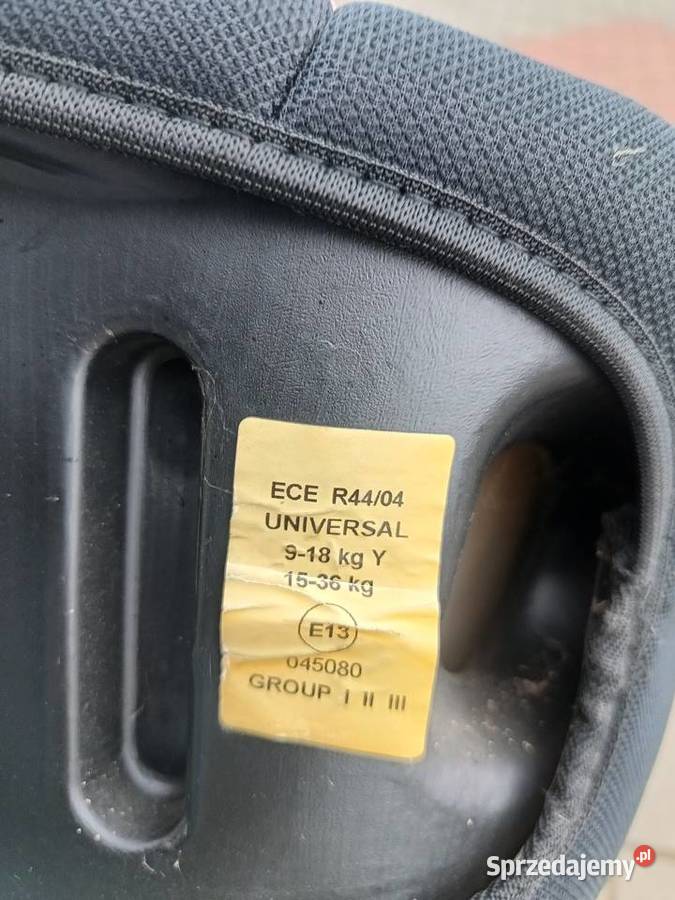 ECE R44/04
UNIVERSAL
9-18 kg Y
15-36 kg
E13
045080
GROUP I II III
Sprzedajemy.pl